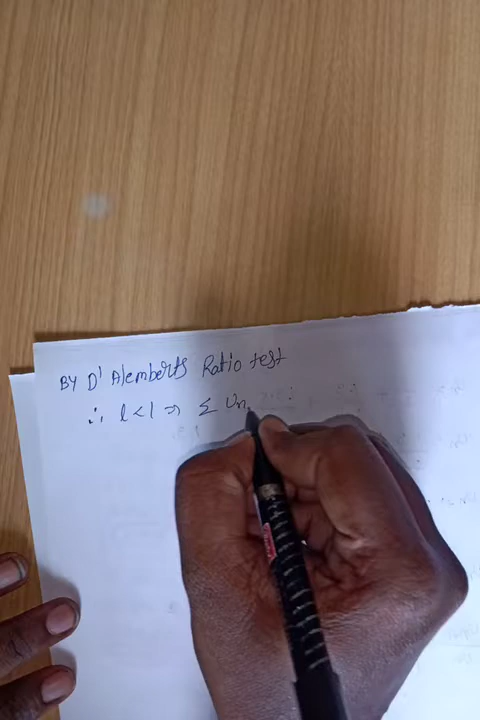 BY D' Alemberts Ratio test
∴ l < 1 ⇒ Σ Un